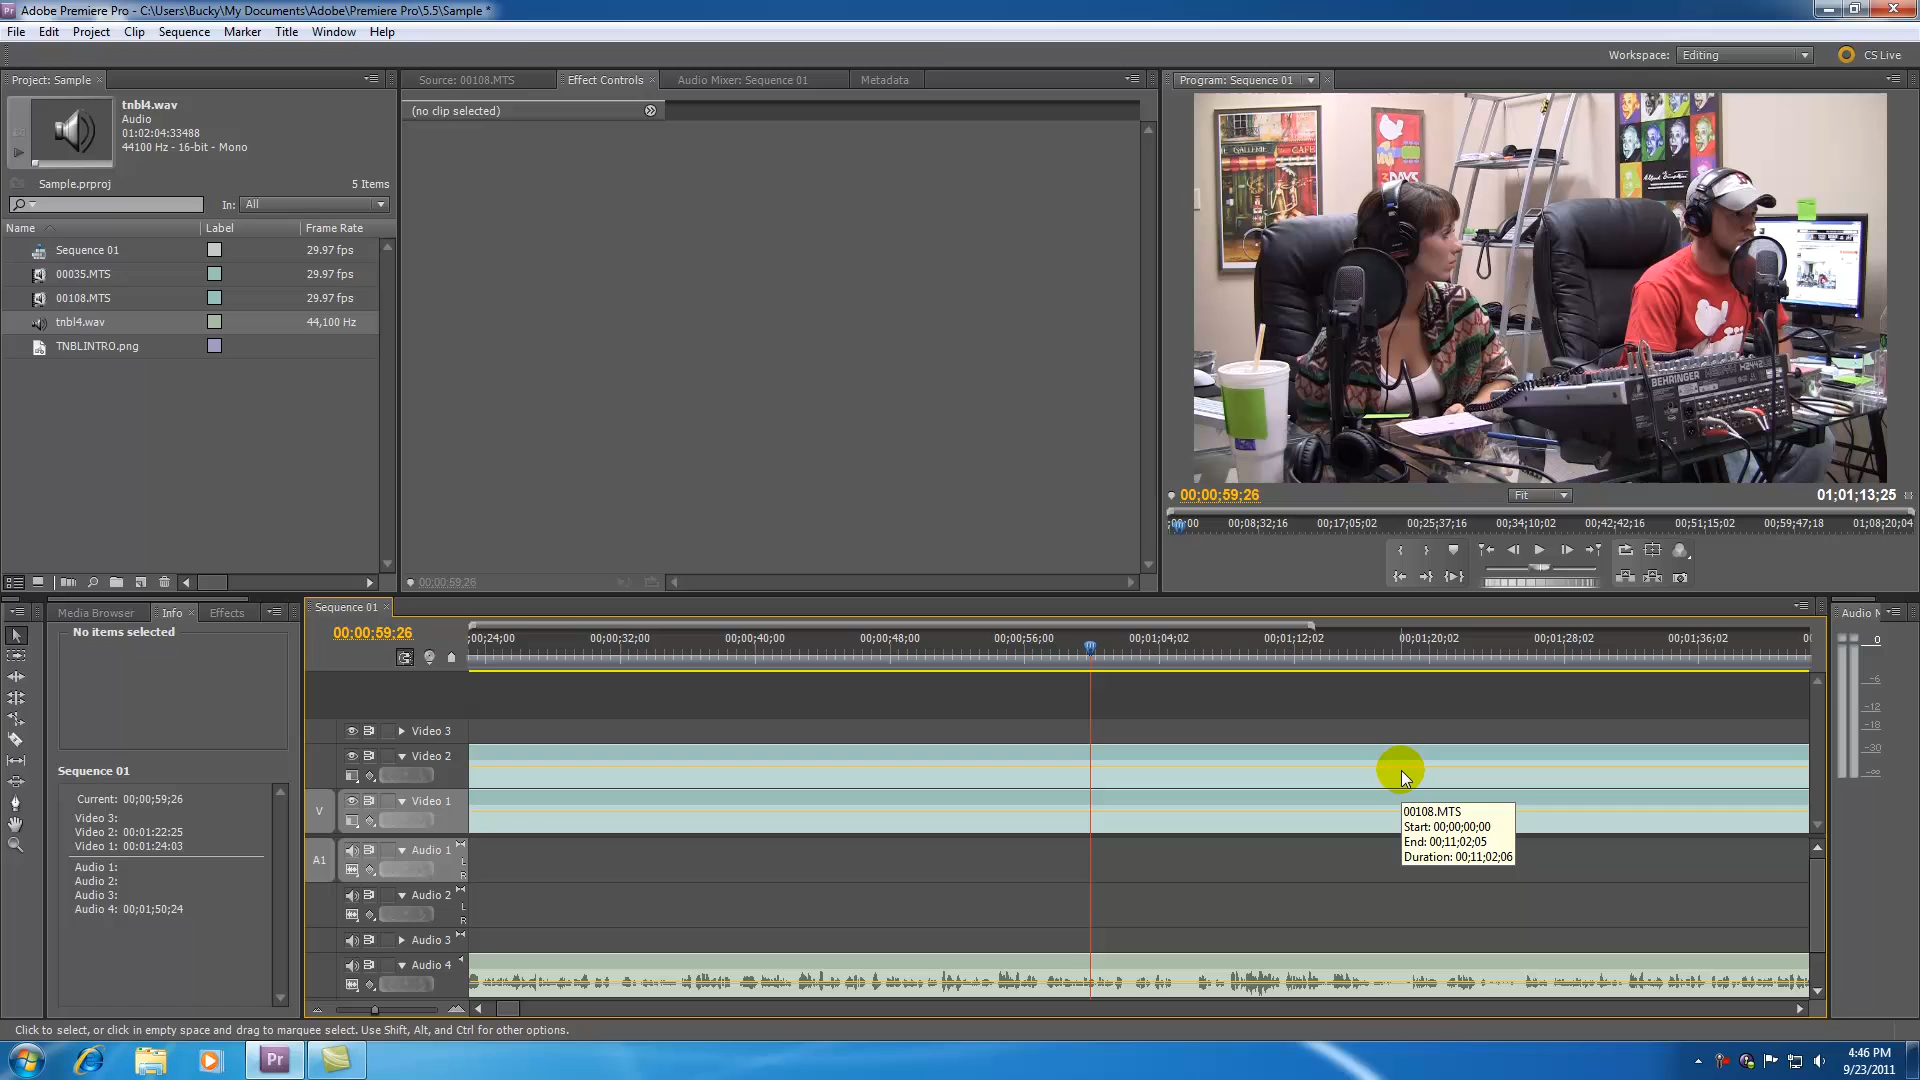 Adobe Premiere Pro - C:\Users\Bucky\My Documents\Adobe\Premiere Pro\5.5\Sample *
File Edit Project Clip Sequence Marker Title Window Help
Workspace: Editing CS Live
Project: Sample
tnbl4.wav
Audio
01:02:04:33488
44100 Hz - 16-bit - Mono
Sample.prproj 5 Items
In: All
Name Label Frame Rate
Sequence 01 29.97 fps
00035.MTS 29.97 fps
00108.MTS 29.97 fps
tnbl4.wav 44,100 Hz
TNBLINTRO.png
Source: 00108.MTS Effect Controls Audio Mixer: Sequence 01 Metadata
(no clip selected)
00:00:59:26
Program: Sequence 01
GALLERIE CAFE
3 DAYS
BEHRINGER
00;00;59;26 Fit 01;01;13;25
;00;00 00;08;32;16 00;17;05;02 00;25;37;16 00;34;10;02 00;42;42;16 00;51;15;02 00;59;47;18 01;08;20;04
Media Browser Info Effects
No items selected
Sequence 01
Current: 00;00;59;26
Video 3:
Video 2: 00:01:22:25
Video 1: 00:01:24:03
Audio 1:
Audio 2:
Audio 3:
Audio 4: 00;01;50;24
Sequence 01
00;00;59;26
;00;24;00 00;00;32;00 00;00;40;00 00;00;48;00 00;00;56;00 00;01;04;02 00;01;12;02 00;01;20;02 00;01;28;02 00;01;36;02 00
Video 3
Video 2
V Video 1
A1 Audio 1 L R
Audio 2 L R
Audio 3
Audio 4
00108.MTS
Start: 00;00;00;00
End: 00;11;02;05
Duration: 00;11;02;06
Audio M
0
-6
-12
-18
-30
-∞
Click to select, or click in empty space and drag to marquee select. Use Shift, Alt, and Ctrl for other options.
Pr
4:46 PM
9/23/2011